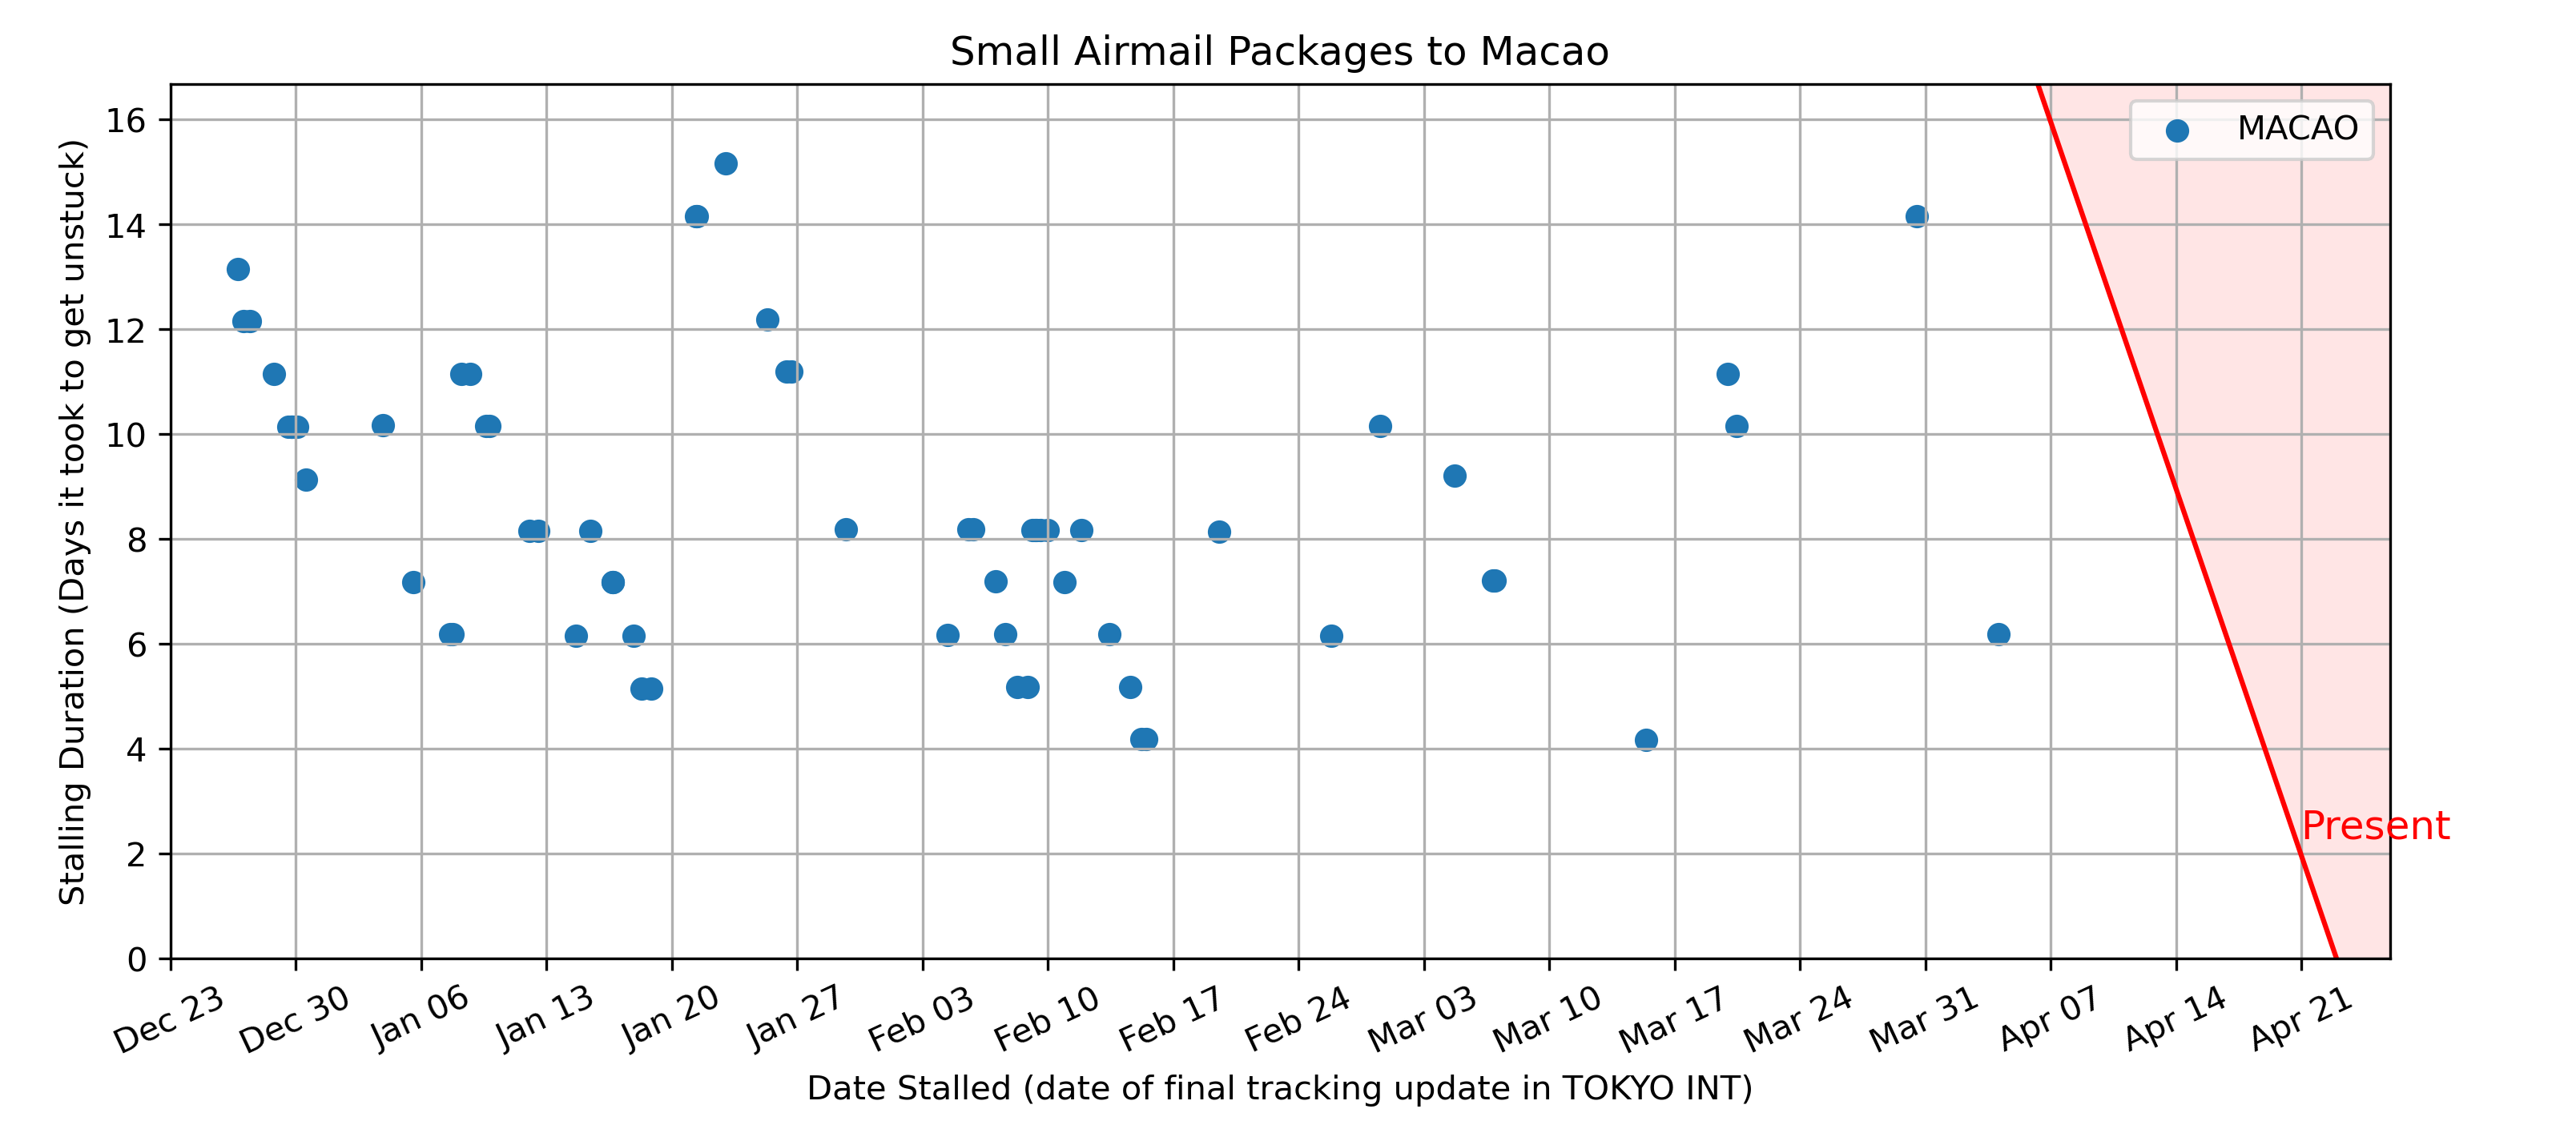 Small Airmail Packages to Macao
Stalling Duration (Days it took to get unstuck)
16
14
12
10
8
6
4
2
0
MACAO
Present
Dec 23
Dec 30
Jan 06
Jan 13
Jan 20
Jan 27
Feb 03
Feb 10
Feb 17
Feb 24
Mar 03
Mar 10
Mar 17
Mar 24
Mar 31
Apr 07
Apr 14
Apr 21
Date Stalled (date of final tracking update in TOKYO INT)